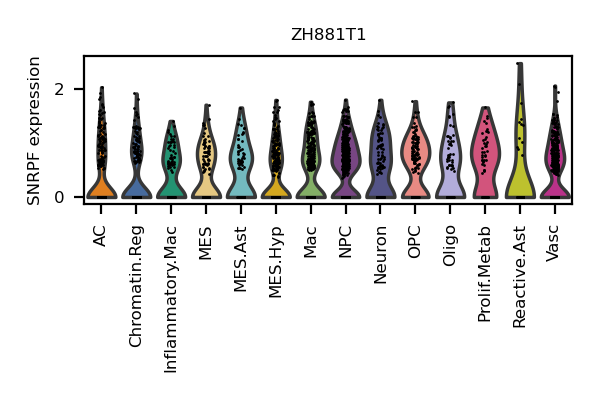 ZH881T1
SNRPF expression
2
0
AC
Chromatin.Reg
Inflammatory.Mac
MES
MES.Ast
MES.Hyp
Mac
NPC
Neuron
OPC
Oligo
Prolif.Metab
Reactive.Ast
Vasc